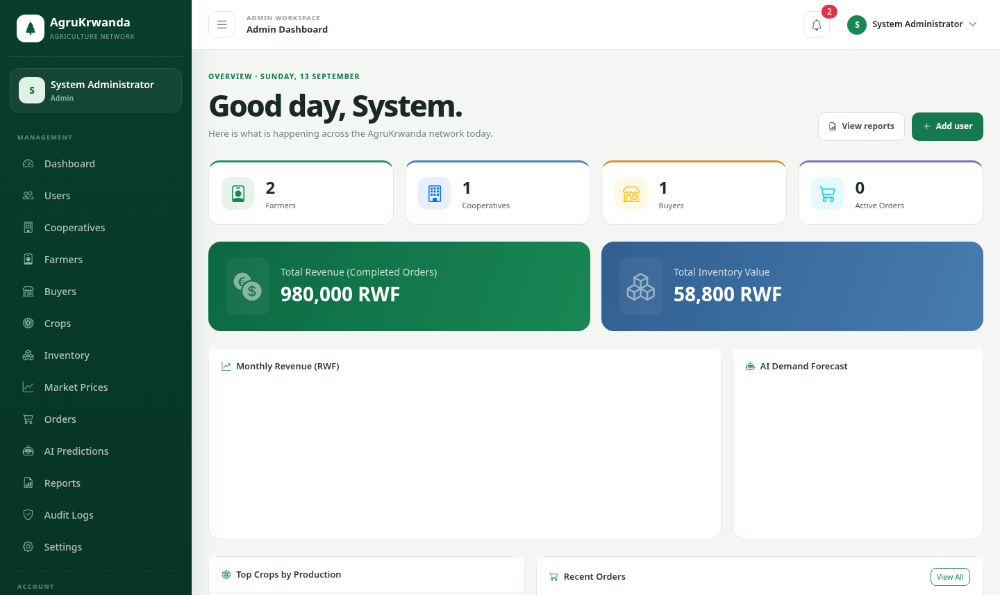 AgruKrwanda
AGRICULTURE NETWORK
S
System Administrator
Admin
MANAGEMENT
Dashboard
Users
Cooperatives
Farmers
Buyers
Crops
Inventory
Market Prices
Orders
AI Predictions
Reports
Audit Logs
Settings
ACCOUNT
ADMIN WORKSPACE
Admin Dashboard
2
S
System Administrator
OVERVIEW · SUNDAY, 13 SEPTEMBER
Good day, System.
Here is what is happening across the AgruKrwanda network today.
View reports
Add user
2
Farmers
1
Cooperatives
1
Buyers
0
Active Orders
Total Revenue (Completed Orders)
980,000 RWF
Total Inventory Value
58,800 RWF
Monthly Revenue (RWF)
AI Demand Forecast
Top Crops by Production
Recent Orders
View All